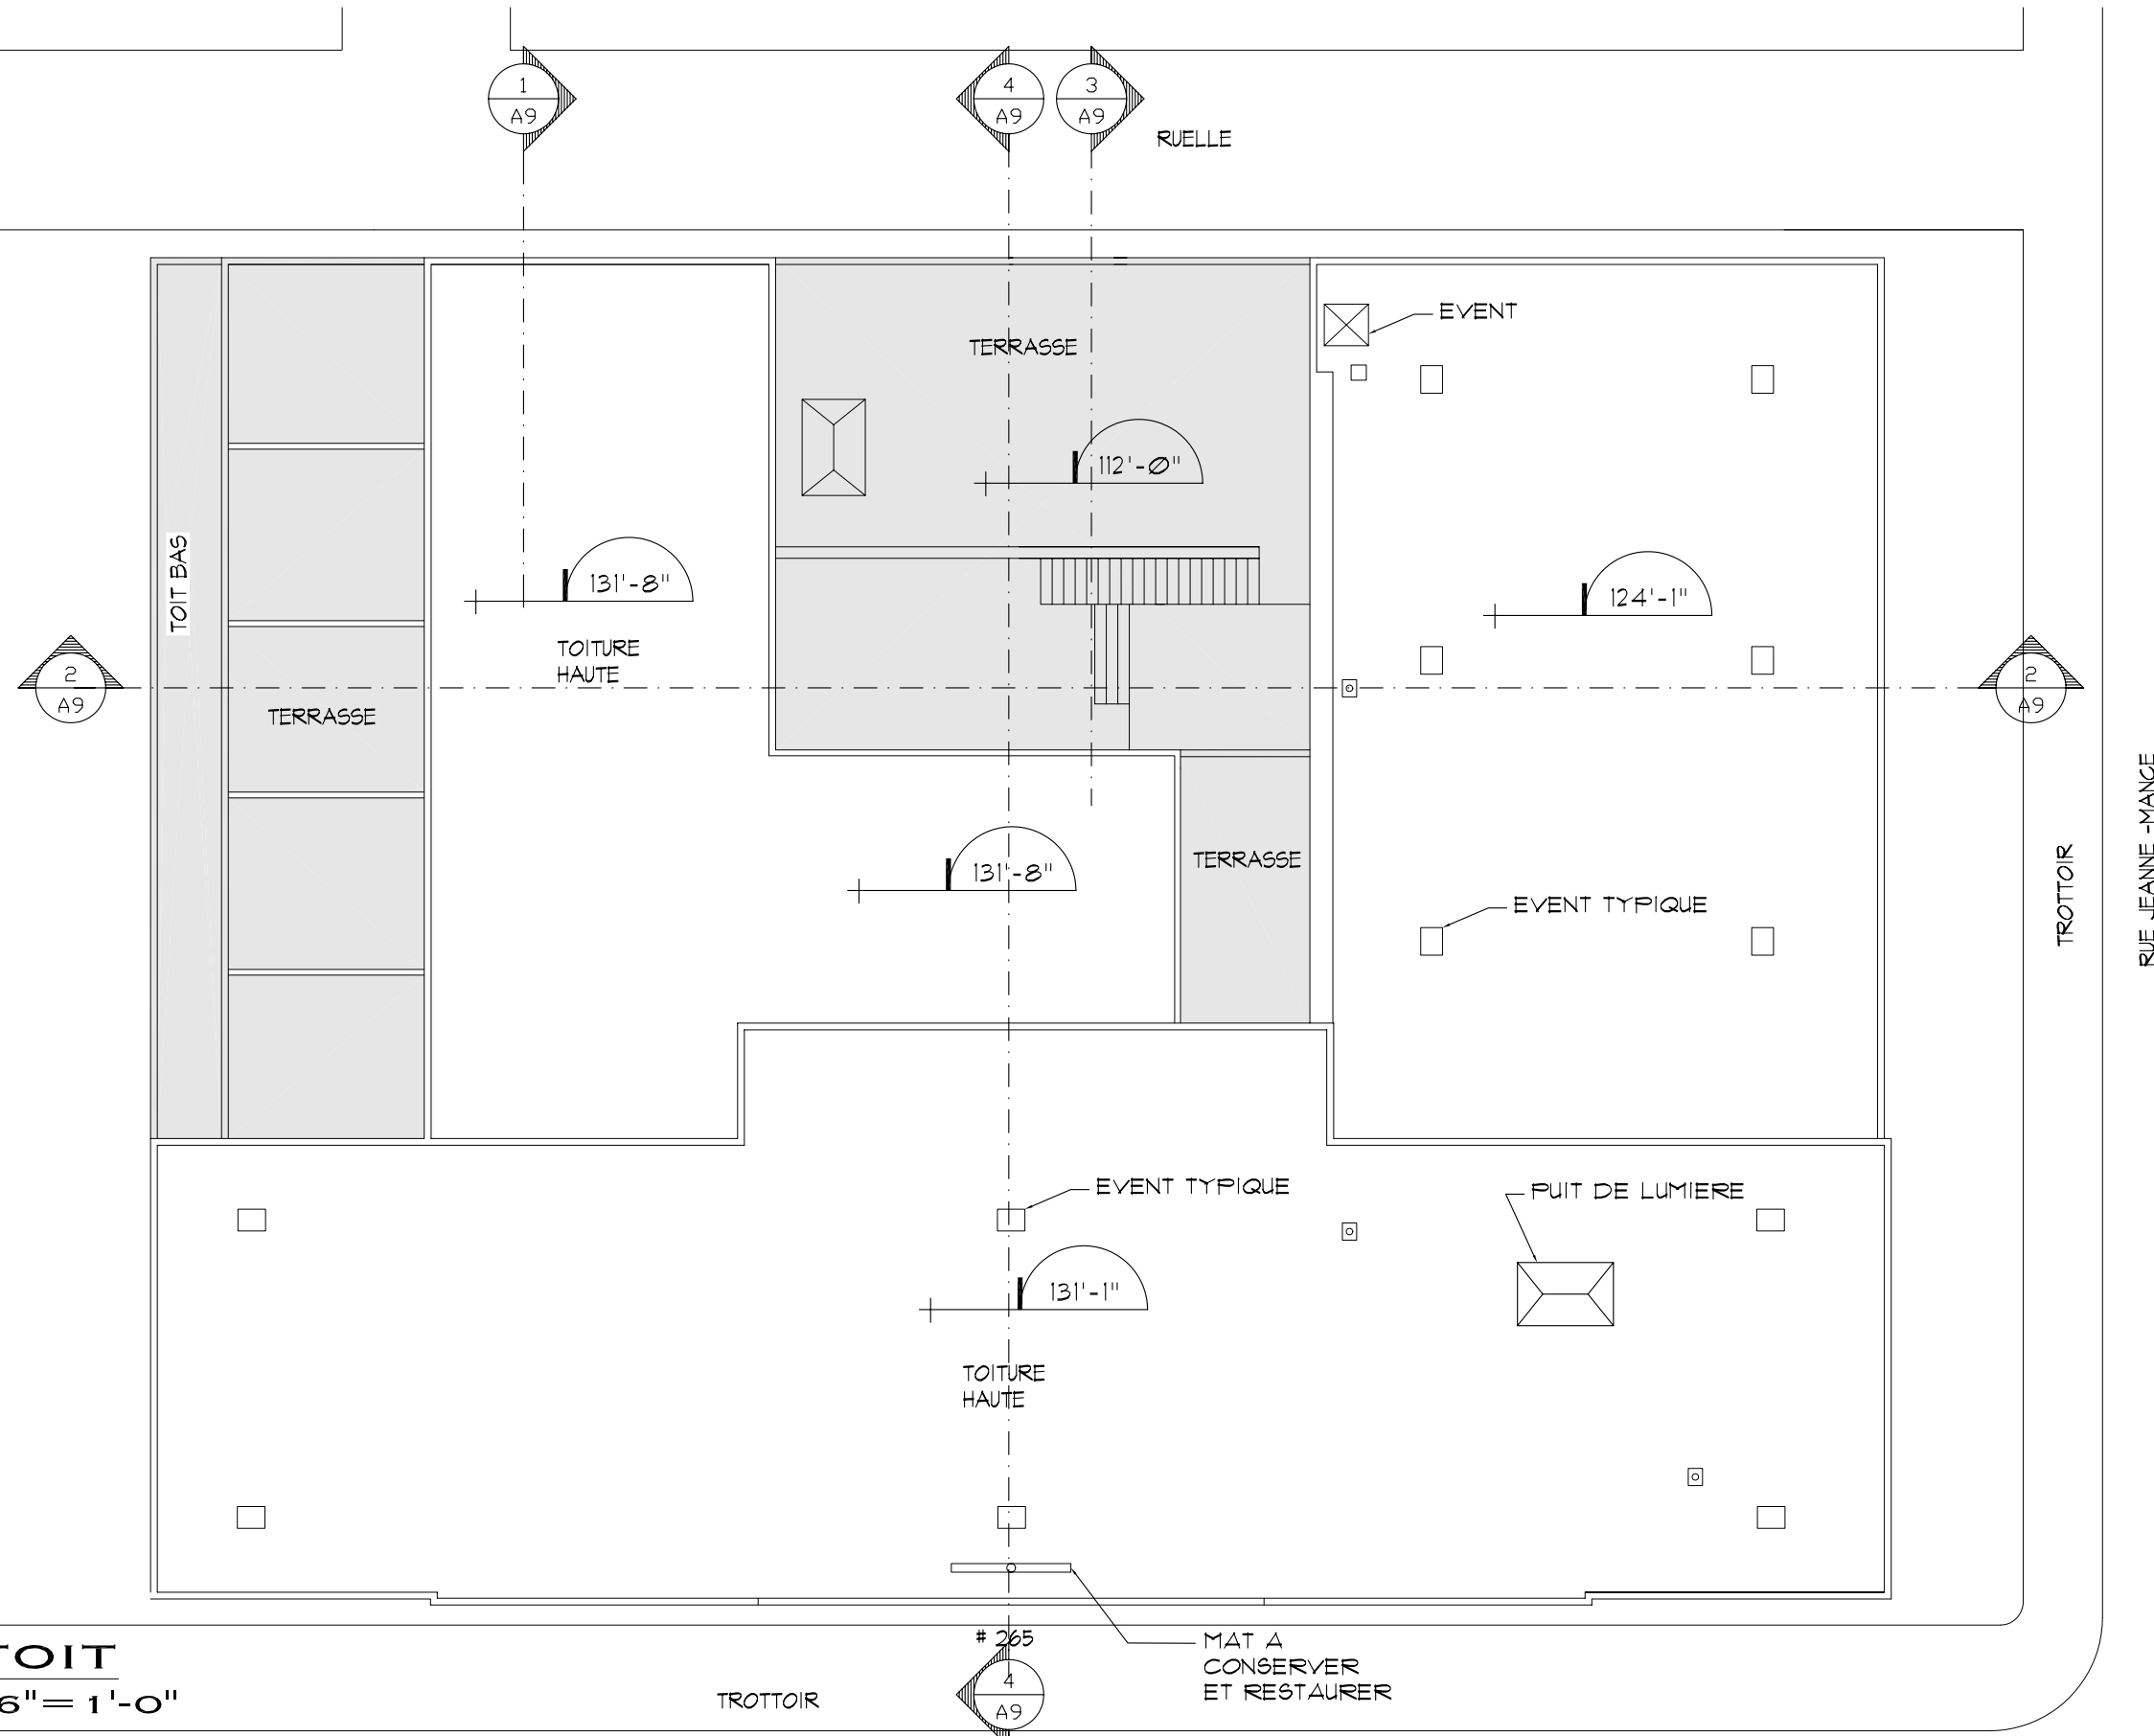 1
A9
4
A9
3
A9
RUELLE
EVENT
TERRASSE
112'-0"
TOIT BAS
131'-8"
124'-1"
TOITURE
HAUTE
2
A9
2
A9
TERRASSE
RUE JEANNE-MANCE
TROTTOIR
TERRASSE
131'-8"
EVENT TYPIQUE
EVENT TYPIQUE
PUIT DE LUMIERE
131'-1"
TOITURE
HAUTE
# 265
MAT A
CONSERVER
ET RESTAURER
TOIT
6"= 1'-0"
4
A9
TROTTOIR